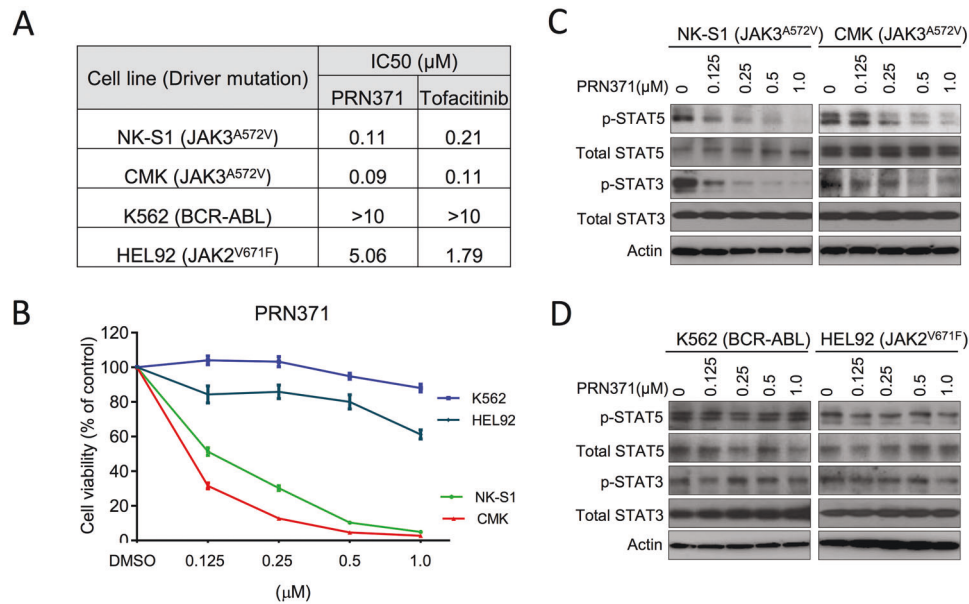 A
Cell line (Driver mutation)
IC50 (µM)
PRN371 Tofacitinib
NK-S1 (JAK3A572V) 0.11 0.21
CMK (JAK3A572V) 0.09 0.11
K562 (BCR-ABL) >10 >10
HEL92 (JAK2V671F) 5.06 1.79
B
PRN371
Cell viability (% of control)
120
100
80
60
40
20
0
K562
HEL92
NK-S1
CMK
DMSO 0.125 0.25 0.5 1.0
(µM)
C
NK-S1 (JAK3A572V) CMK (JAK3A572V)
PRN371(µM) 0 0.125 0.25 0.5 1.0 0 0.125 0.25 0.5 1.0
p-STAT5
Total STAT5
p-STAT3
Total STAT3
Actin
D
K562 (BCR-ABL) HEL92 (JAK2V671F)
PRN371(µM) 0 0.125 0.25 0.5 1.0 0 0.125 0.25 0.5 1.0
p-STAT5
Total STAT5
p-STAT3
Total STAT3
Actin